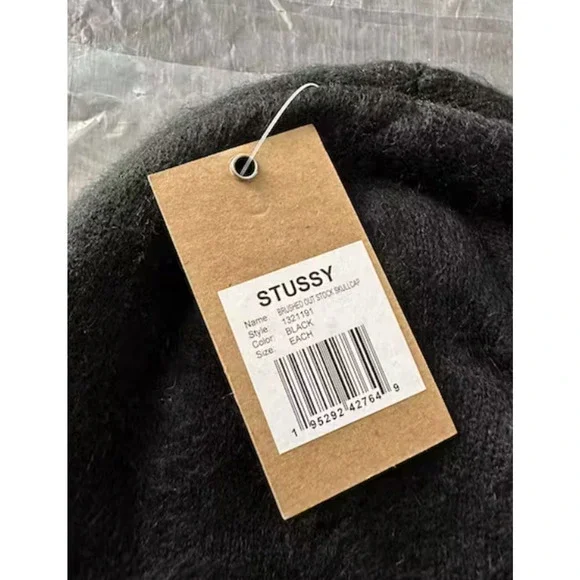 STUSSY
Name: BRUSHED OUT STOCK SKULLCAP
Style: 1321191
Color: BLACK
Size: EACH
1 95292 42764 9